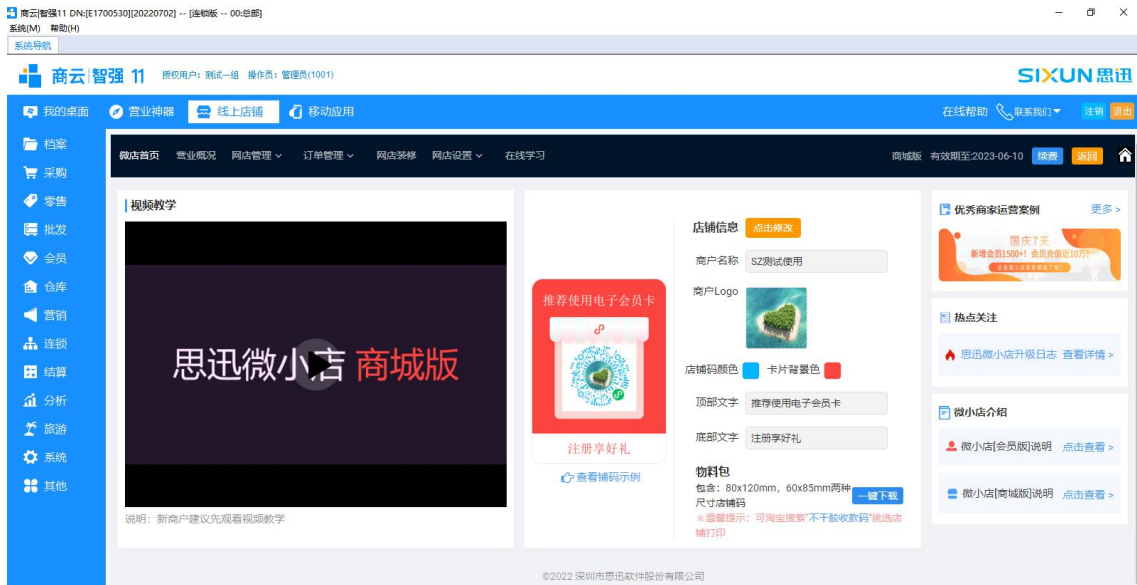 商云|智强11 DN:[E1700530][20220702] -- [连锁版 -- 00:总部]
系统(M) 帮助(H)
系统导航
商云|智强 11 授权用户：测试一组 操作员：管理员(1001)
SIXUN思迅
我的桌面 营业神器 线上店铺 移动应用 在线帮助 联系我们 注销 退出
档案
采购
零售
批发
会员
仓库
营销
连锁
结算
分析
旅游
系统
其他
微店首页 营业概况 网店管理 订单管理 网店装修 网店设置 在线学习 商城版 有效期至:2023-06-10 续费 返回
视频教学
思迅微小店 商城版
说明：新商户建议先观看视频教学
推荐使用电子会员卡
注册享好礼
查看铺码示例
店铺信息 点击修改
商户名称 SZ测试使用
商户Logo
店铺码颜色 卡片背景色
顶部文字 推荐使用电子会员卡
底部文字 注册享好礼
物料包
包含：80x120mm，60x85mm两种
尺寸店铺码
一键下载
※温馨提示：可淘宝搜索"不干胶收款码"挑选店
铺打印
优秀商家运营案例 更多 >
国庆7天
新增会员1500+! 会员充值近10万!
热点关注
思迅微小店升级日志 查看详情 >
微小店介绍
微小店[会员版]说明 点击查看 >
微小店[商城版]说明 点击查看 >
©2022 深圳市思迅软件股份有限公司